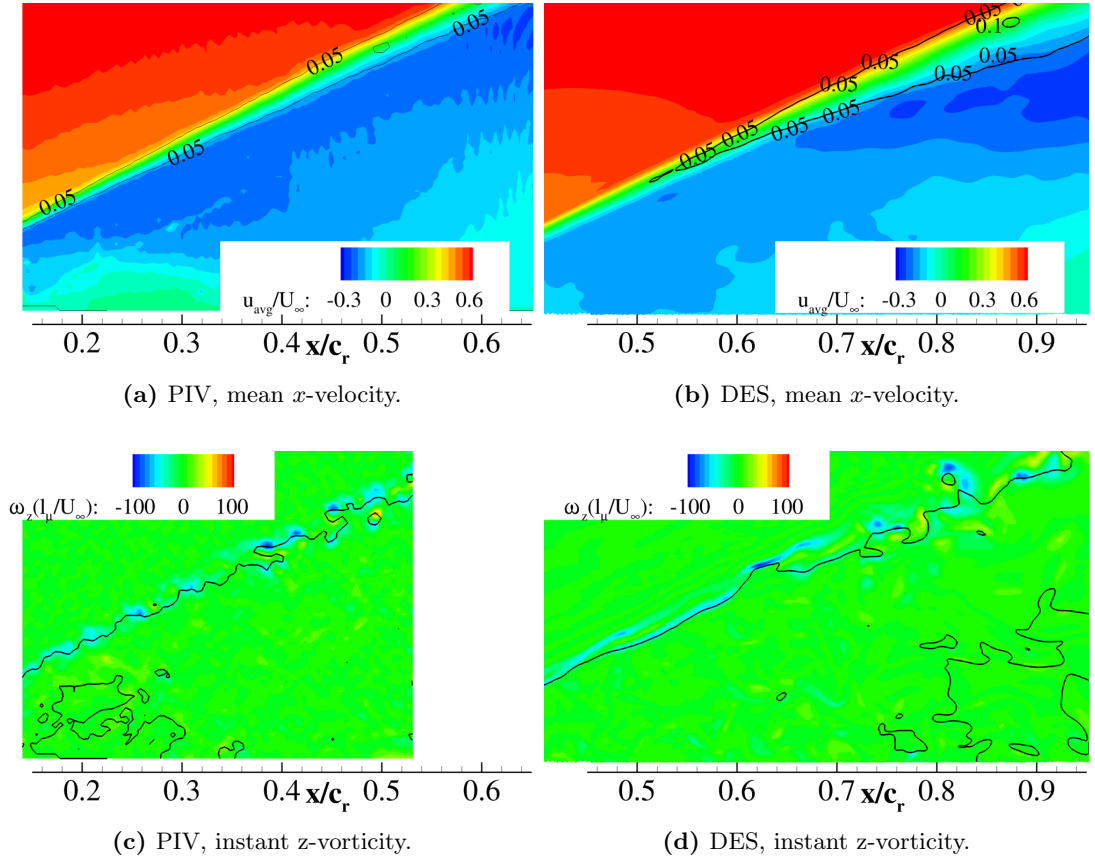 0.05
0.05
0.05
0.05
0.05
u_avg/U_∞: -0.3 0 0.3 0.6
0.2 0.3 0.4 x/c_r 0.5 0.6
(a) PIV, mean x-velocity.
0.05
0.1
0.05
0.05
0.05
0.05
0.05
0.05
0.05
0.05
u_avg/U_∞: -0.3 0 0.3 0.6
0.5 0.6 0.7 x/c_r 0.8 0.9
(b) DES, mean x-velocity.
ω_z(l_μ/U_∞): -100 0 100
0.2 0.3 0.4 x/c_r 0.5 0.6
(c) PIV, instant z-vorticity.
ω_z(l_μ/U_∞): -100 0 100
0.5 0.6 0.7 x/c_r 0.8 0.9
(d) DES, instant z-vorticity.